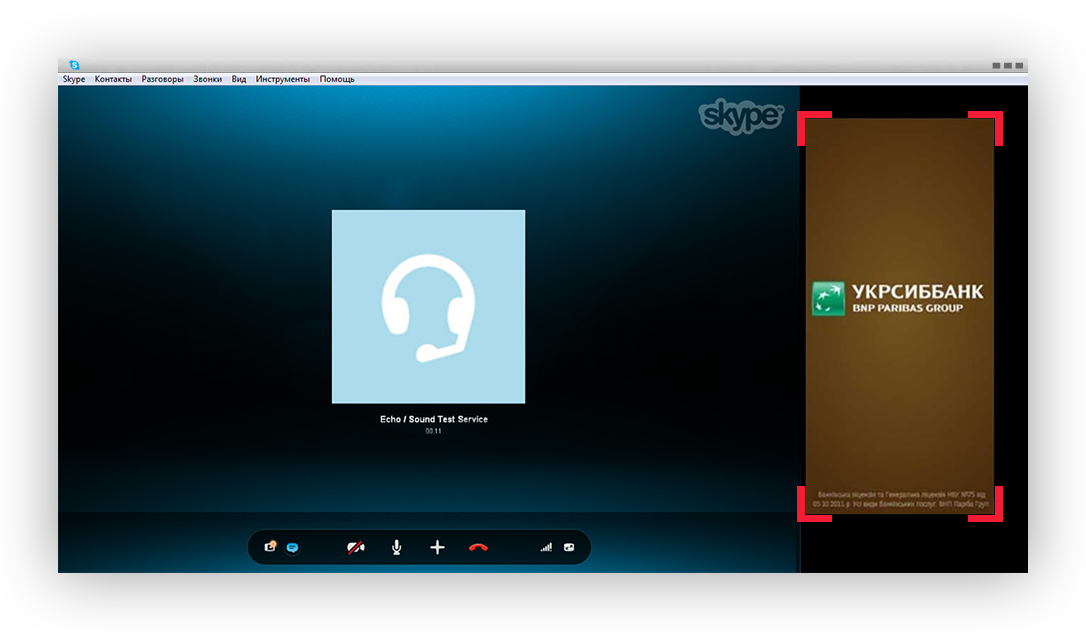 Skype Контакты Разговоры Звонки Вид Инструменты Помощь
skype
Echo / Sound Test Service
00:11
УКРСИББАНК
BNP PARIBAS GROUP
Банківська ліцензія та Генеральна ліцензія НБУ №75 від
05.10.2011 р. Усі види банківських послуг. БНП Паріба Груп